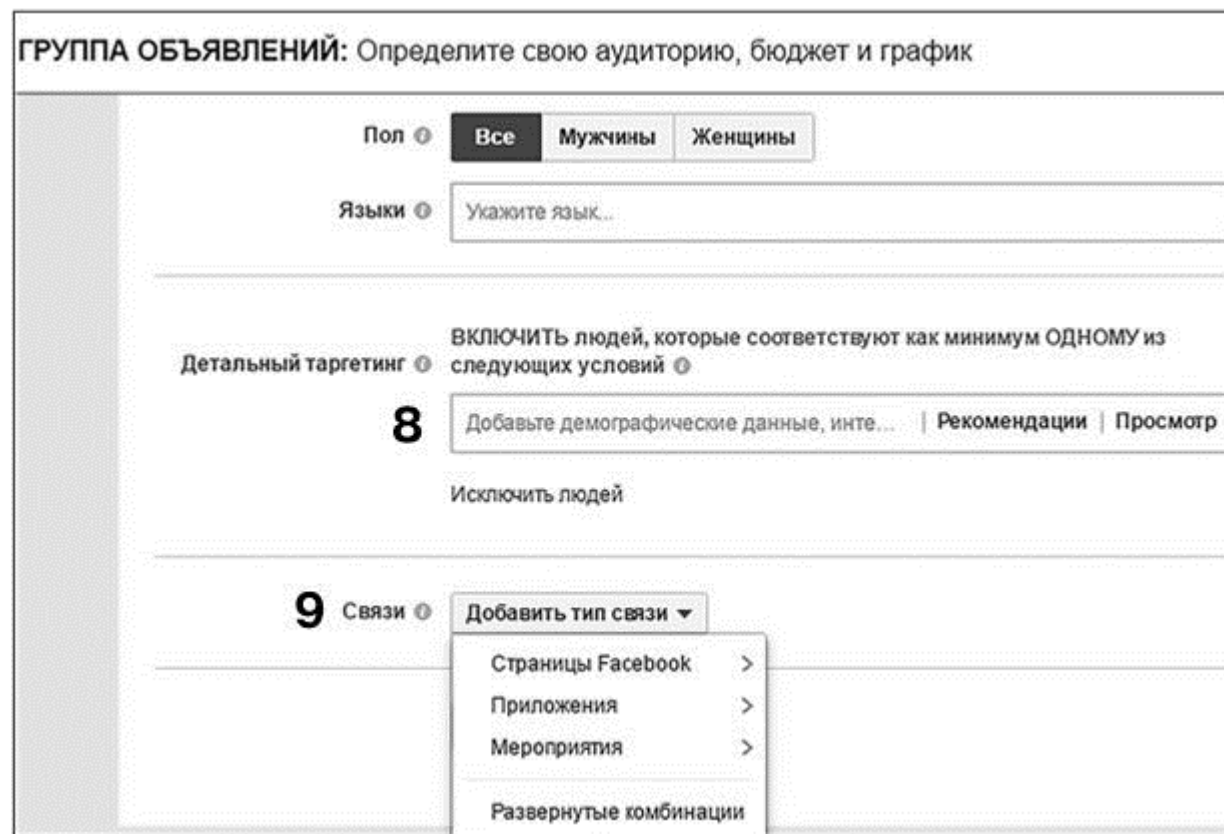 ГРУППА ОБЪЯВЛЕНИЙ: Определите свою аудиторию, бюджет и график
Пол Все Мужчины Женщины
Языки Укажите язык...
ВКЛЮЧИТЬ людей, которые соответствуют как минимум ОДНОМУ из
Детальный таргетинг следующих условий
8 Добавьте демографические данные, инте... | Рекомендации | Просмотр
Исключить людей
9 Связи Добавить тип связи
Страницы Facebook >
Приложения >
Мероприятия >
Развернутые комбинации